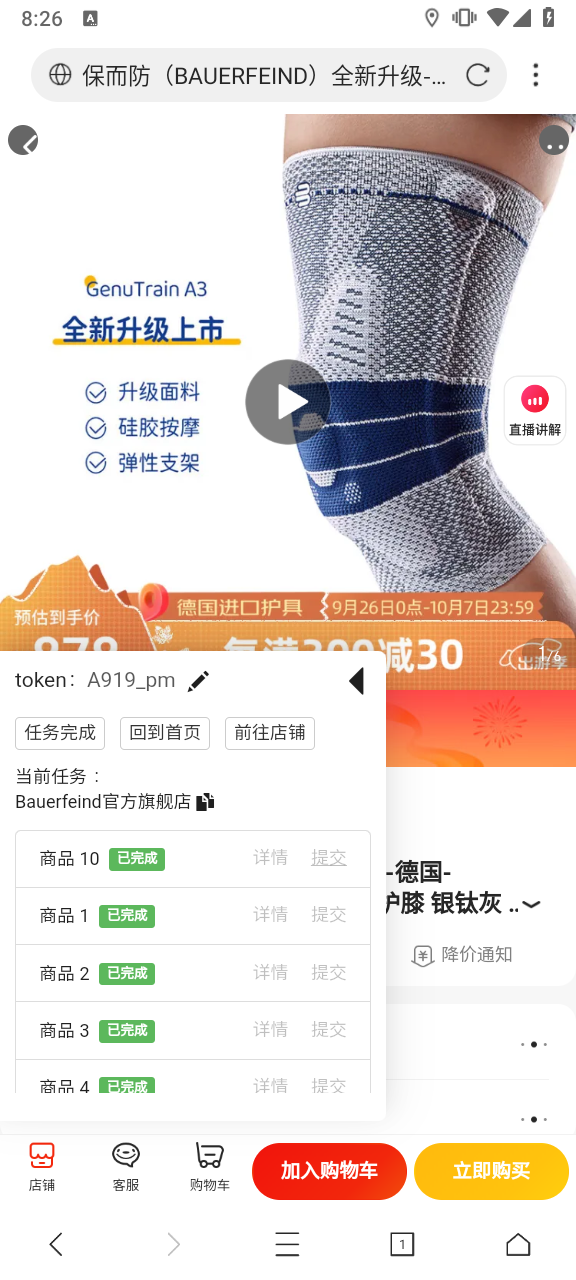 8:26
A
保而防（BAUERFEIND）全新升级-...
GenuTrain A3
全新升级上市
升级面料
硅胶按摩
弹性支架
直播讲解
预估到手价
德国进口护具
9月26日0点-10月7日23:59
每满300减30
出游季
1/6
token： A919_pm
任务完成
回到首页
前往店铺
当前任务：
Bauerfeind官方旗舰店
商品 10 已完成 详情 提交
商品 1 已完成 详情 提交
商品 2 已完成 详情 提交
商品 3 已完成 详情 提交
商品 4 已完成 详情 提交
-德国-
护膝 银钛灰 ..
降价通知
店铺
客服
购物车
加入购物车
立即购买
1